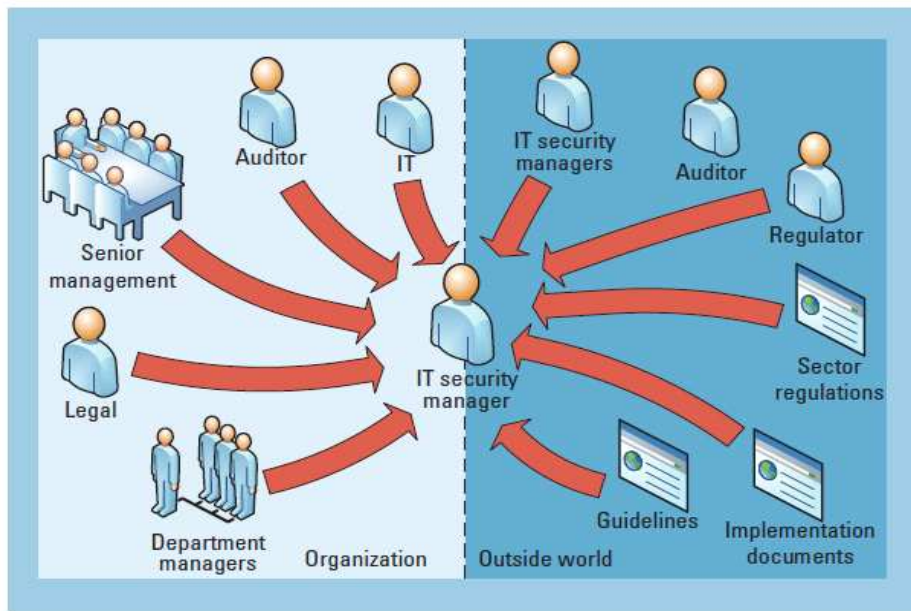 Auditor
IT
IT security
managers
Auditor
Senior
management
Regulator
Legal
IT security
manager
Sector
regulations
Department
managers
Organization
Outside world
Guidelines
Implementation
documents